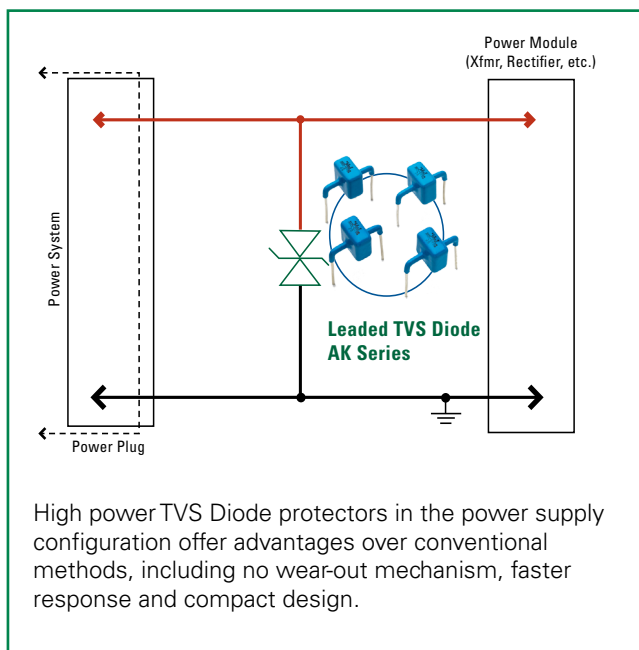 Power Module
(Xfmr, Rectifier, etc.)
Power System
Leaded TVS Diode
AK Series
Power Plug
High power TVS Diode protectors in the power supply
configuration offer advantages over conventional
methods, including no wear-out mechanism, faster
response and compact design.